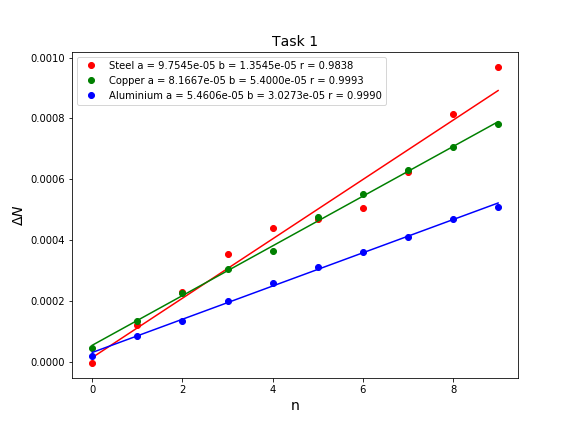 Task 1
Steel a = 9.7545e-05 b = 1.3545e-05 r = 0.9838
Copper a = 8.1667e-05 b = 5.4000e-05 r = 0.9993
Aluminium a = 5.4606e-05 b = 3.0273e-05 r = 0.9990
0.0010
0.0008
0.0006
0.0004
0.0002
0.0000
ΔN
0 2 4 6 8
n